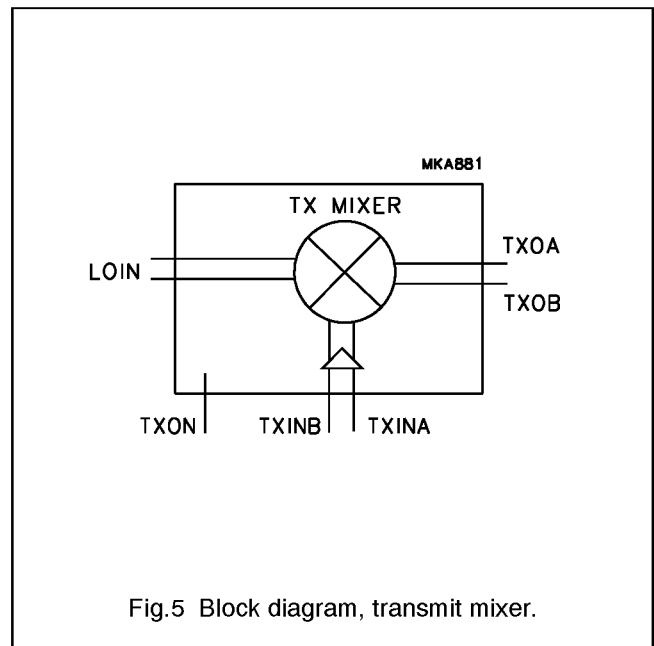 MKA881
TX MIXER
LOIN
TXOA
TXOB
TXON
TXINB
TXINA
Fig.5 Block diagram, transmit mixer.